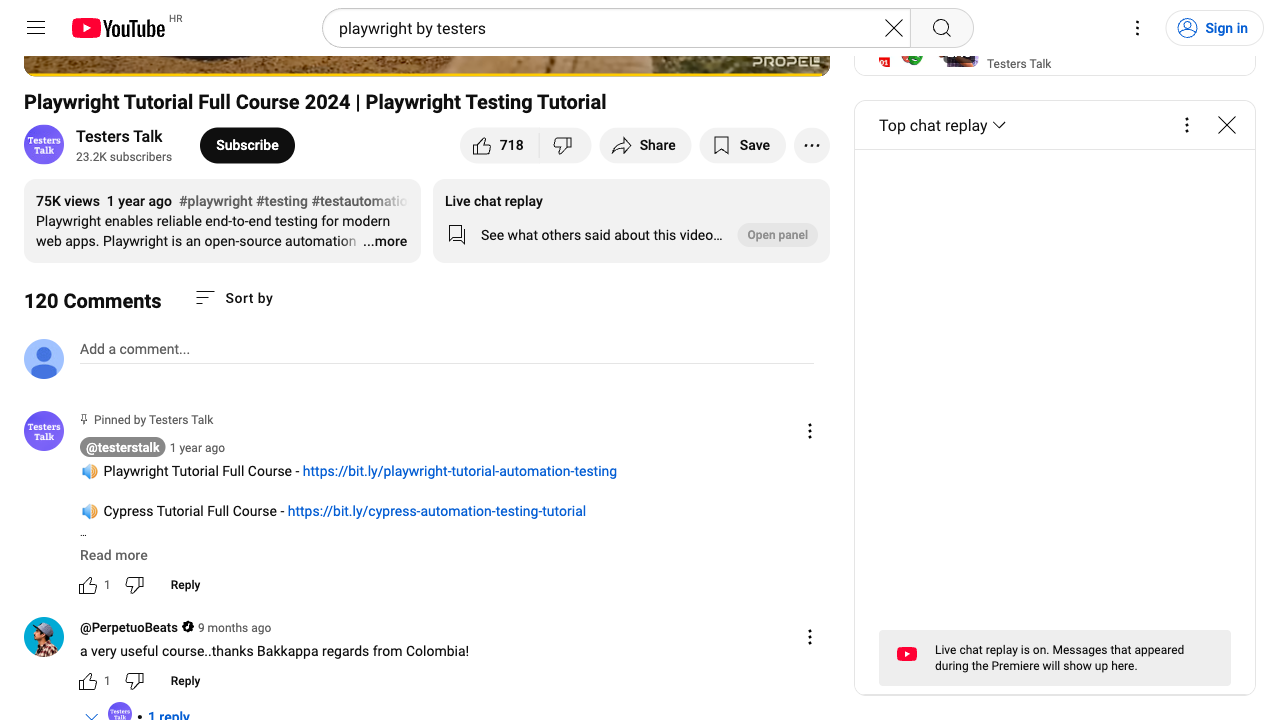 YouTube HR
playwright by testers
Sign in
PROPEL
Testers Talk
Playwright Tutorial Full Course 2024 | Playwright Testing Tutorial
Testers Talk
Testers Talk
23.2K subscribers
Subscribe
718
Share
Save
75K views 1 year ago #playwright #testing #testautomatio
Playwright enables reliable end-to-end testing for modern
web apps. Playwright is an open-source automation ...more
Live chat replay
See what others said about this video...
Open panel
Top chat replay
120 Comments
Sort by
Add a comment...
Testers Talk
Pinned by Testers Talk
@testerstalk 1 year ago
Playwright Tutorial Full Course - https://bit.ly/playwright-tutorial-automation-testing
Cypress Tutorial Full Course - https://bit.ly/cypress-automation-testing-tutorial
...
Read more
1
Reply
@PerpetuoBeats 9 months ago
a very useful course..thanks Bakkappa regards from Colombia!
1
Reply
Testers Talk
• 1 reply
Live chat replay is on. Messages that appeared
during the Premiere will show up here.